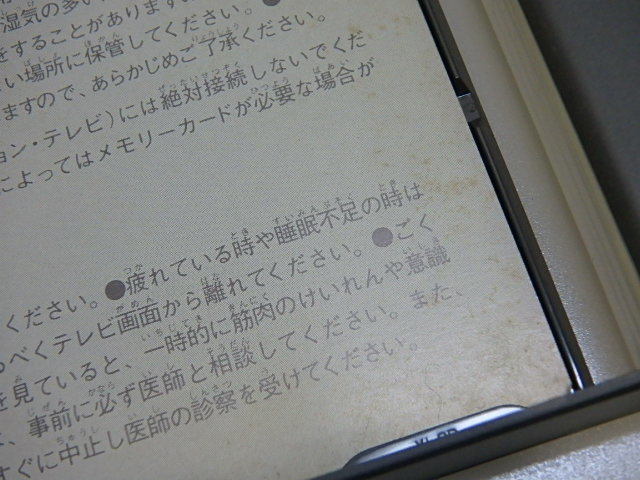 湿気の多い
をすることがあります
い場所に保管してください。●
ますので、あらかじめご了承ください。
ョン・テレビ)には絶対接続しないでくだ
によってはメモリーカードが必要な場合が
ください。●疲れている時や睡眠不足の時は
るべくテレビ画面から離れてください。●ごく
を見ていると、一時的に筋肉のけいれんや意識
、事前に必ず医師と相談してください。また、
すぐに中止し医師の診察を受けてください。